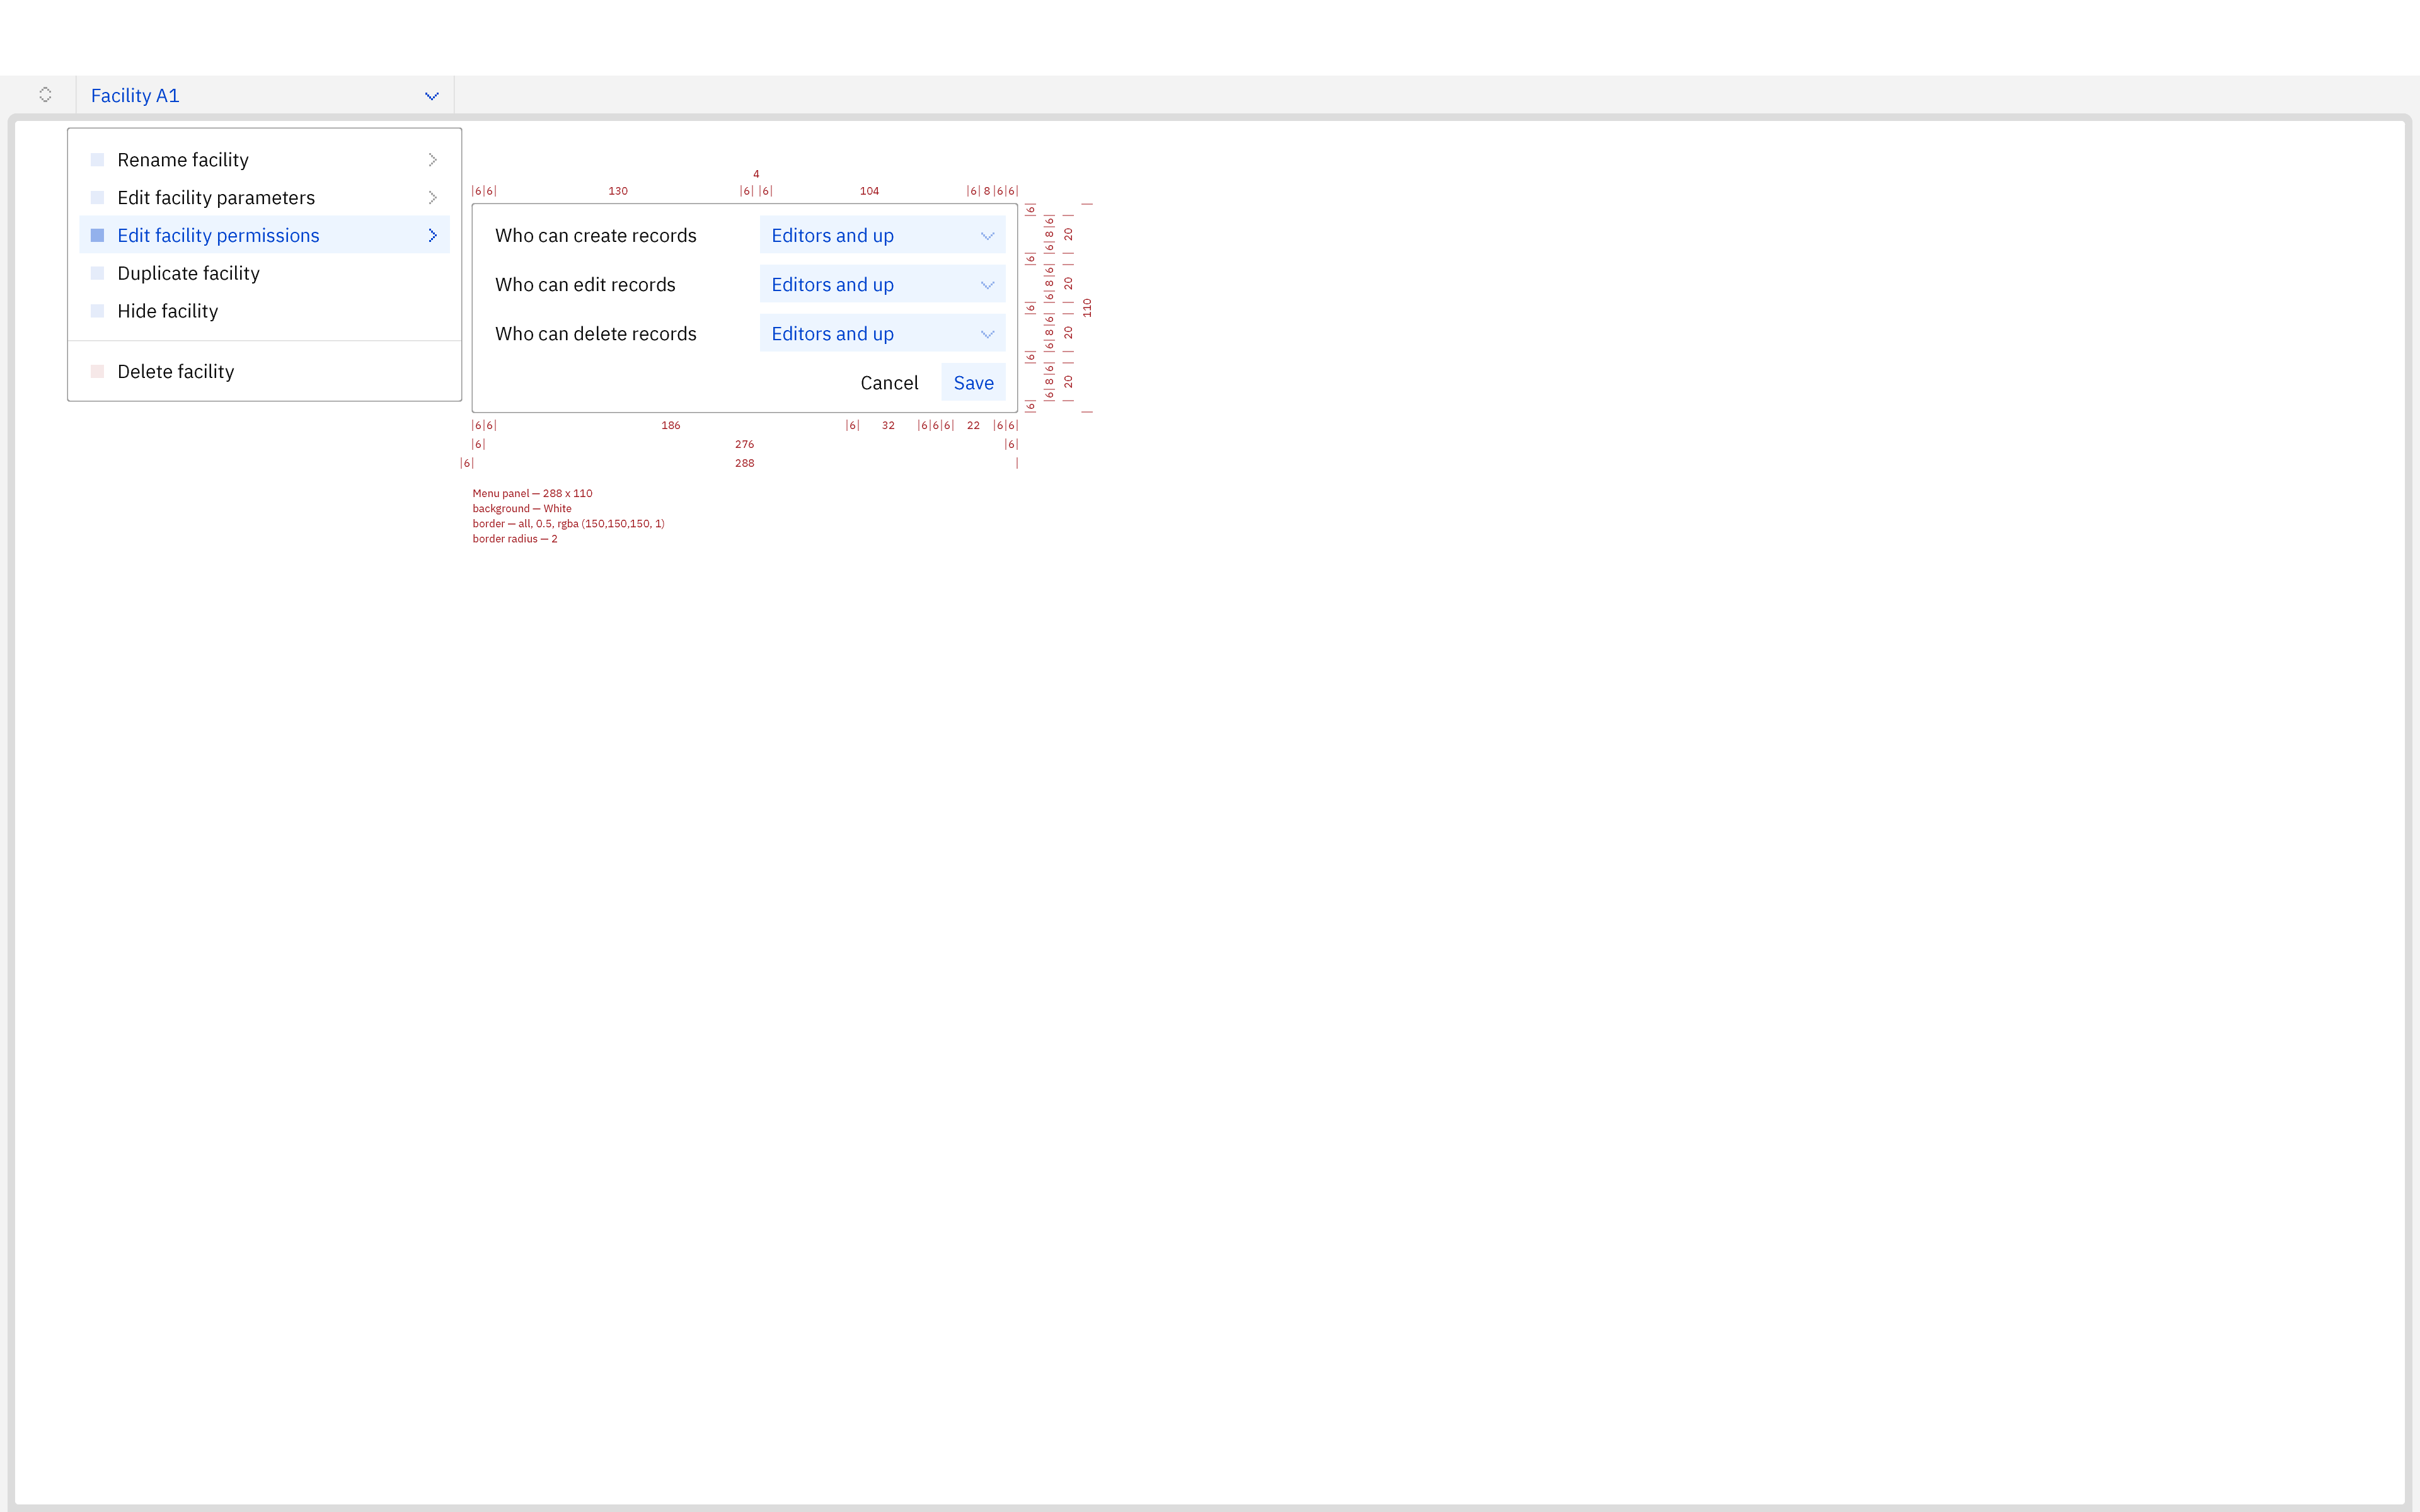 Facility A1
Rename facility
Edit facility parameters
Edit facility permissions
Duplicate facility
Hide facility
Delete facility
4
|6|6| 130 |6| |6| 104 |6| 8 |6|6|
Who can create records Editors and up
Who can edit records Editors and up
Who can delete records Editors and up
Cancel Save
|6|6| 186 |6| 32 |6|6|6| 22 |6|6|
|6| 276 |6|
|6| 288 |
6
6
6
6
6
6 8 6
6 8 6
6 8 6
6 8 6
20
20
20
20
110
Menu panel — 288 x 110
background — White
border — all, 0.5, rgba (150,150,150, 1)
border radius — 2